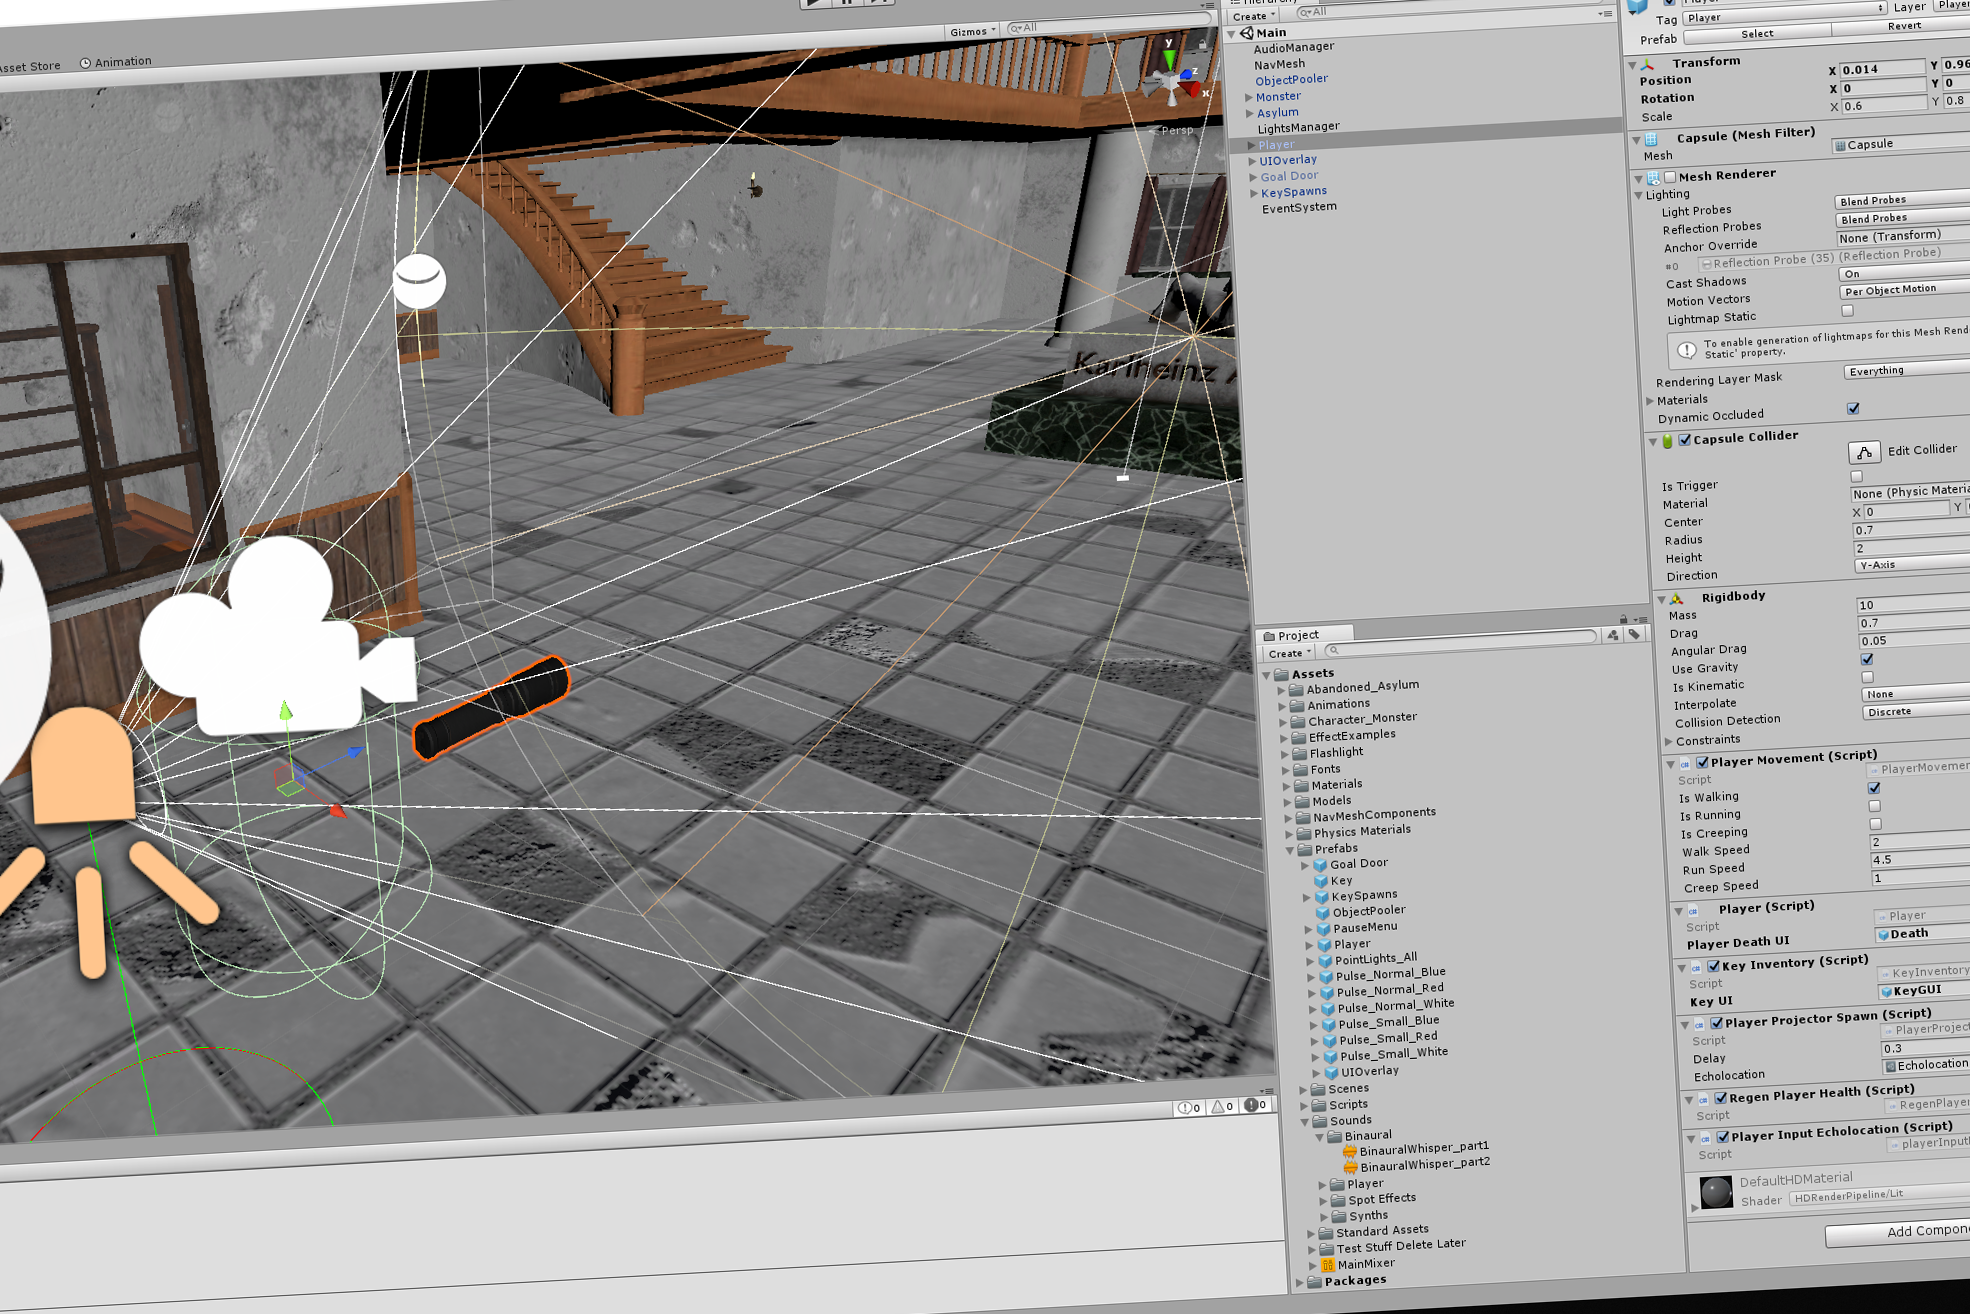 Asset Store
Animation
Gizmos
All
y
z
x
Persp
Karlheinz
Hierarchy
Create
All
Main
AudioManager
NavMesh
ObjectPooler
Monster
Asylum
LightsManager
Player
UIOverlay
Goal Door
KeySpawns
EventSystem
0
0
0
Project
Create
Assets
Abandoned_Asylum
Animations
Character_Monster
EffectExamples
Flashlight
Fonts
Materials
Models
NavMeshComponents
Physics Materials
Prefabs
Goal Door
Key
KeySpawns
ObjectPooler
PauseMenu
Player
PointLights_All
Pulse_Normal_Blue
Pulse_Normal_Red
Pulse_Normal_White
Pulse_Small_Blue
Pulse_Small_Red
Pulse_Small_White
UIOverlay
Scenes
Scripts
Sounds
Binaural
BinauralWhisper_part1
BinauralWhisper_part2
Player
Spot Effects
Synths
Standard Assets
Test Stuff Delete Later
MainMixer
Packages
Tag Player Layer Player
Prefab Select Revert
Transform
Position X 0.014 Y 0.96
Rotation X 0 Y 0
Scale X 0.6 Y 0.8
Capsule (Mesh Filter)
Mesh Capsule
Mesh Renderer
Lighting
Light Probes Blend Probes
Reflection Probes Blend Probes
Anchor Override None (Transform)
#0 Reflection Probe (35) (Reflection Probe)
Cast Shadows On
Motion Vectors Per Object Motion
Lightmap Static
To enable generation of lightmaps for this Mesh Rend
Static' property.
Rendering Layer Mask Everything
Materials
Dynamic Occluded
Capsule Collider
Edit Collider
Is Trigger
Material None (Physic Materia
Center X 0 Y
Radius 0.7
Height 2
Direction Y-Axis
Rigidbody
Mass 10
Drag 0.7
Angular Drag 0.05
Use Gravity
Is Kinematic
Interpolate None
Collision Detection Discrete
Constraints
Player Movement (Script)
Script PlayerMovemen
Is Walking
Is Running
Is Creeping
Walk Speed 2
Run Speed 4.5
Creep Speed 1
Player (Script)
Script Player
Player Death UI Death
Key Inventory (Script)
Script KeyInventory
Key UI KeyGUI
Player Projector Spawn (Script)
Script PlayerProject
Delay 0.3
Echolocation Echolocation
Regen Player Health (Script)
Script RegenPlayer
Player Input Echolocation (Script)
Script playerInput
DefaultHDMaterial
Shader HDRenderPipeline/Lit
Add Compon